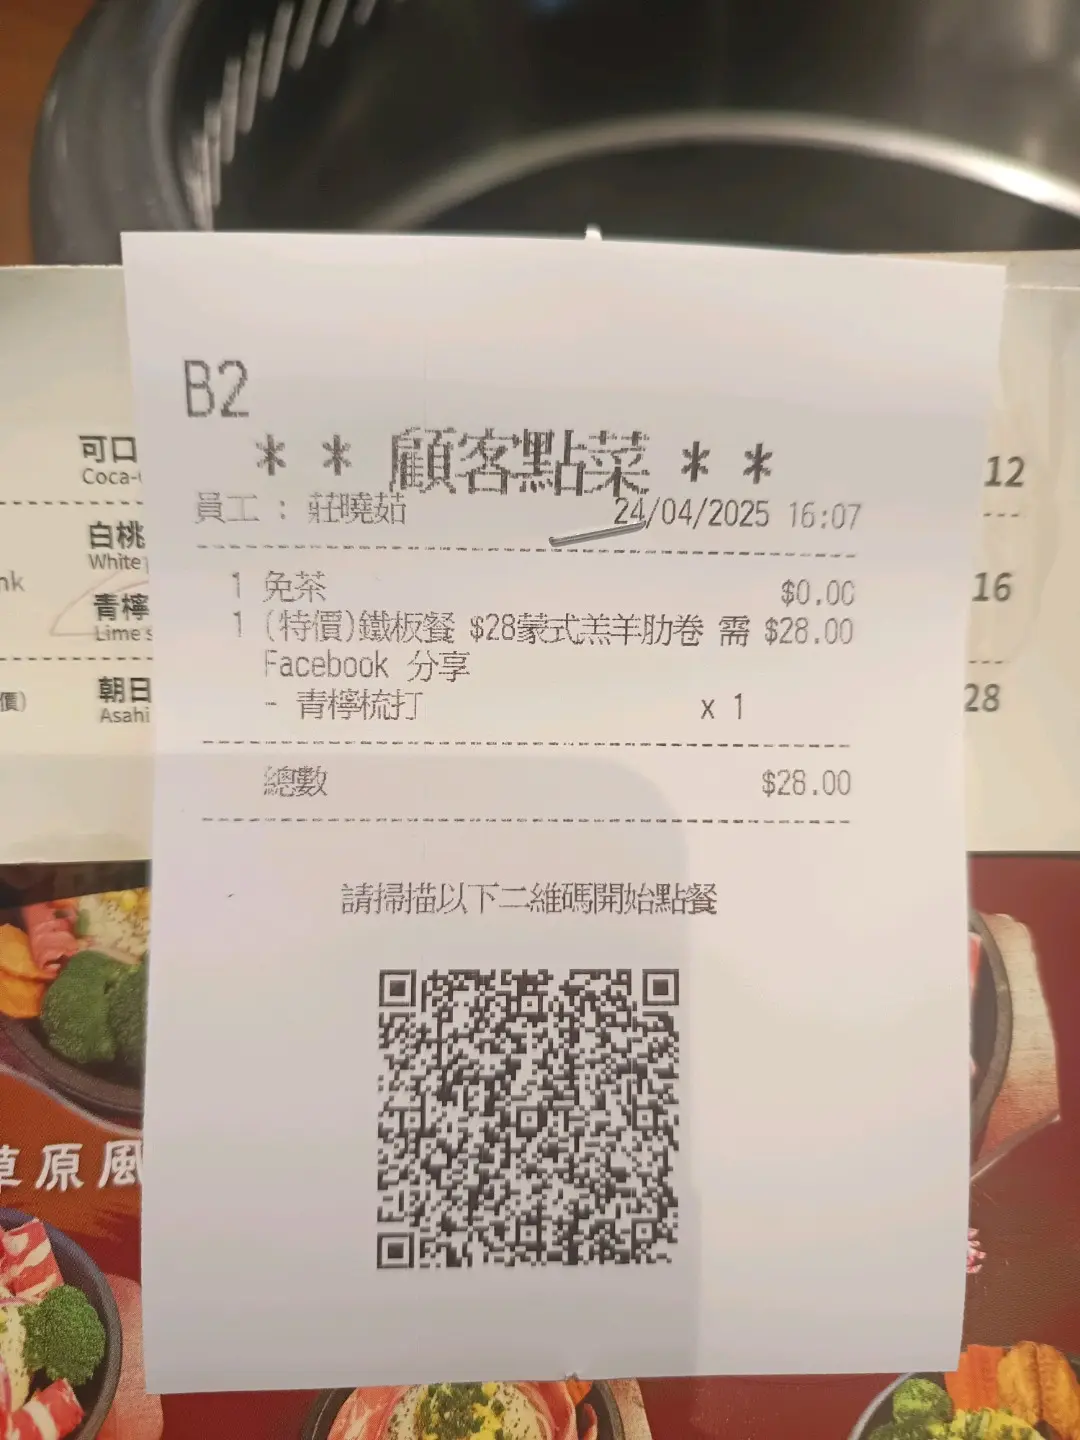 B2
** 顧客點菜 **
員工：莊曉茹 24/04/2025 16:07
1 免茶 $0.00
1 (特價)鐵板餐 $28蒙式羔羊肋卷 需 $28.00
Facebook 分享
- 青檸梳打 x 1
總數 $28.00
請掃描以下二維碼開始點餐
可口
Coca-
12
白桃
White
16
青檸
Lime s
朝日
Asahi
28
原風